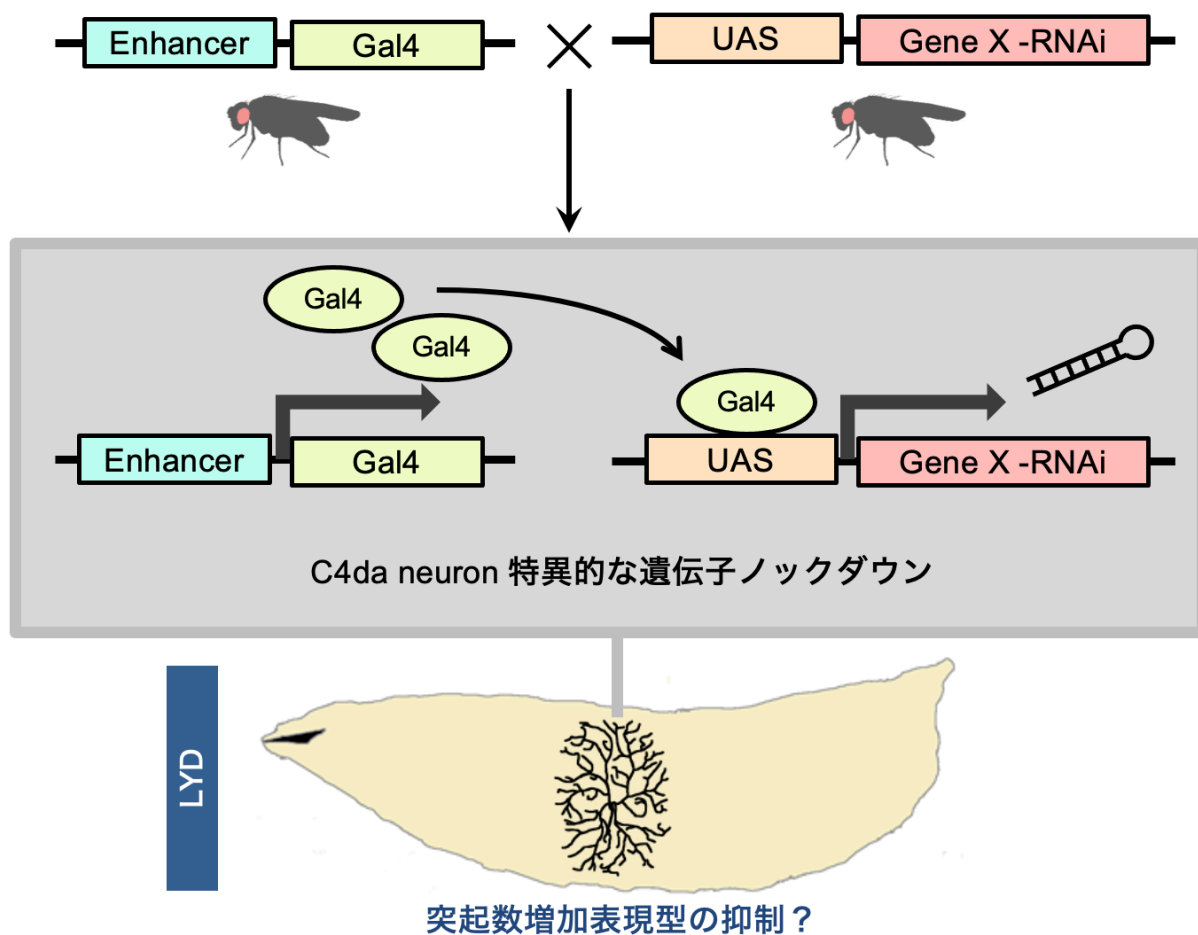 Enhancer
Gal4
UAS
Gene X -RNAi
Gal4
Gal4
Gal4
Enhancer
Gal4
UAS
Gene X -RNAi
C4da neuron 特異的な遺伝子ノックダウン
LYD
突起数増加表現型の抑制？